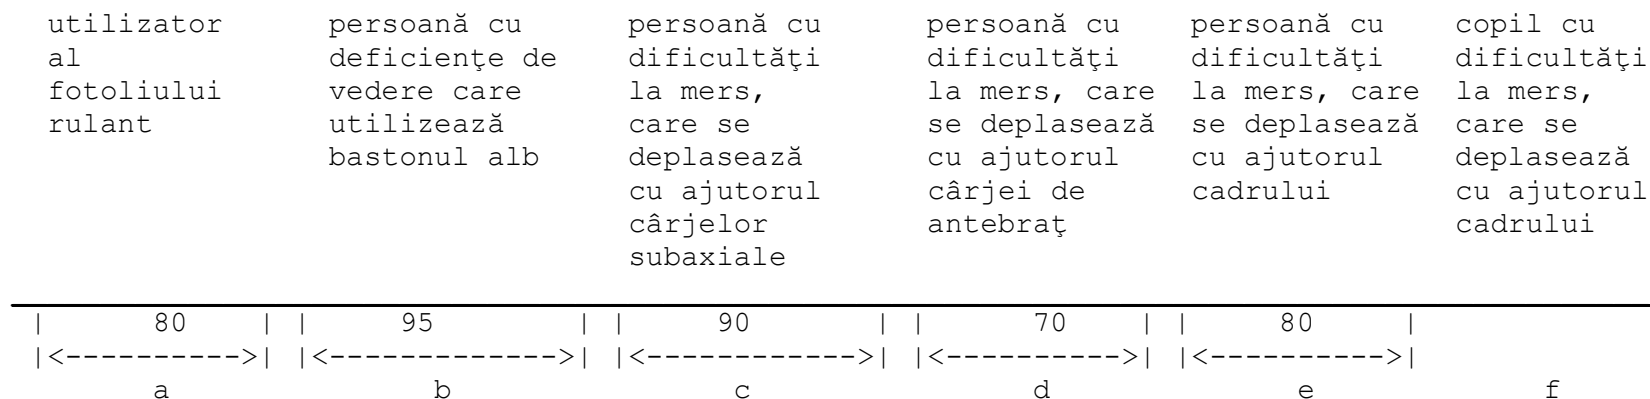 utilizator al fotoliului rulant
persoană cu deficienţe de vedere care utilizează bastonul alb
persoană cu dificultăţi la mers, care se deplasează cu ajutorul cârjelor subaxiale
persoană cu dificultăţi la mers, care se deplasează cu ajutorul cârjei de antebraţ
persoană cu dificultăţi la mers, care se deplasează cu ajutorul cadrului
copil cu dificultăţi la mers, care se deplasează cu ajutorul cadrului
| 80 | | 95 | | 90 | | 70 | | 80 |
|<---------->| |<------------->| |<------------>| |<---------->| |<---------->|
a b c d e f